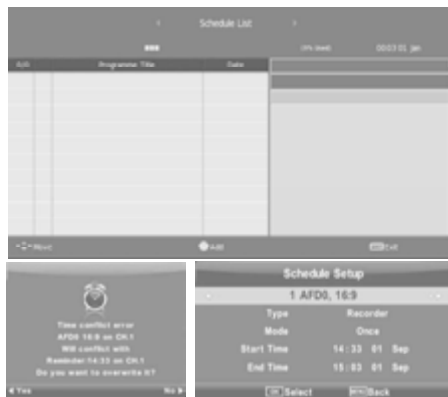 Schedule List
00:03 01 Jan
0/0 Programme Title Date
Move Add EXIT Exit
Time conflict error
AFD0 16:9 on CH.1
Will conflict with
Reminder:14:33 on CH.1
Do you want to overwrite it?
Yes No
Schedule Setup
1 AFD0, 16:9
Type Recorder
Mode Once
Start Time 14:33 01 Sep
End Time 15:03 01 Sep
OK Select MENU Back